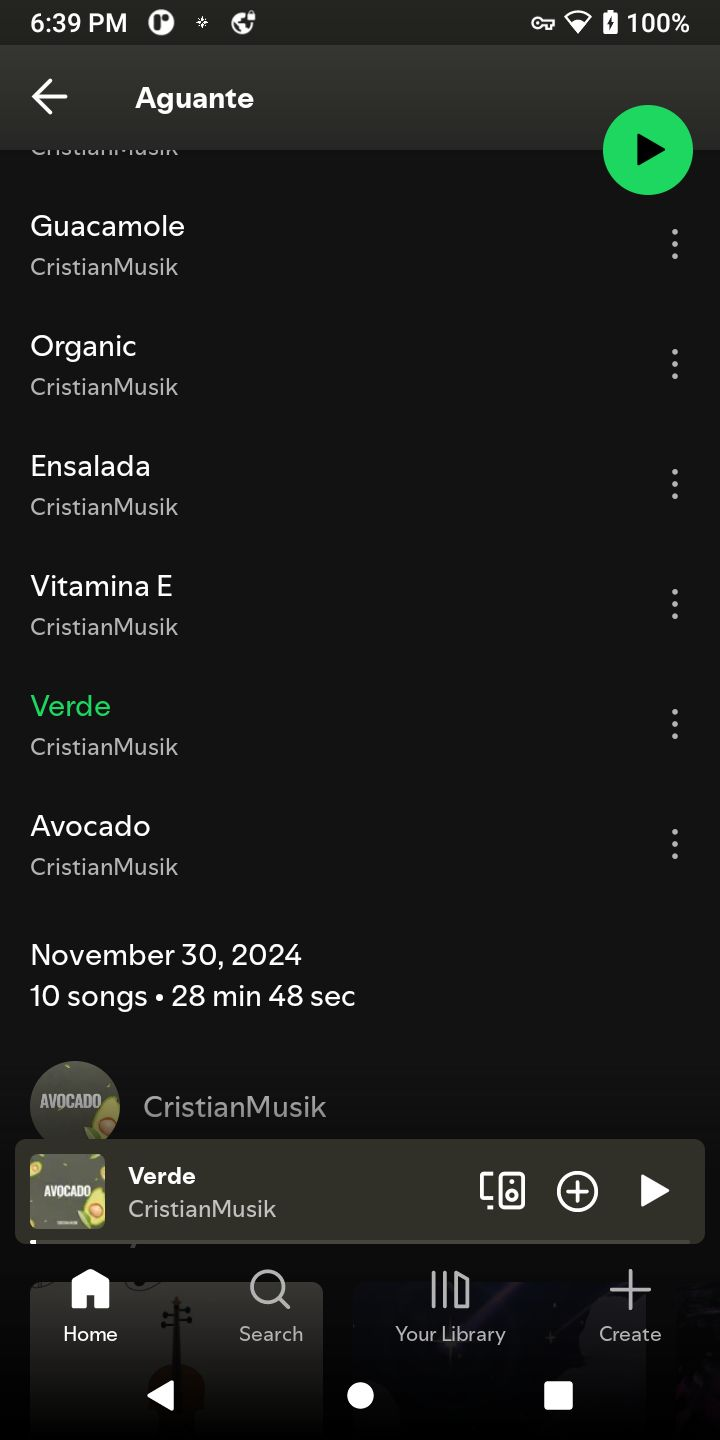 6:39 PM 100%
Aguante
CristianMusik
Guacamole
CristianMusik
Organic
CristianMusik
Ensalada
CristianMusik
Vitamina E
CristianMusik
Verde
CristianMusik
Avocado
CristianMusik
November 30, 2024
10 songs • 28 min 48 sec
AVOCADO
CristianMusik
AVOCADO
Verde
CristianMusik
Home
Search
Your Library
Create